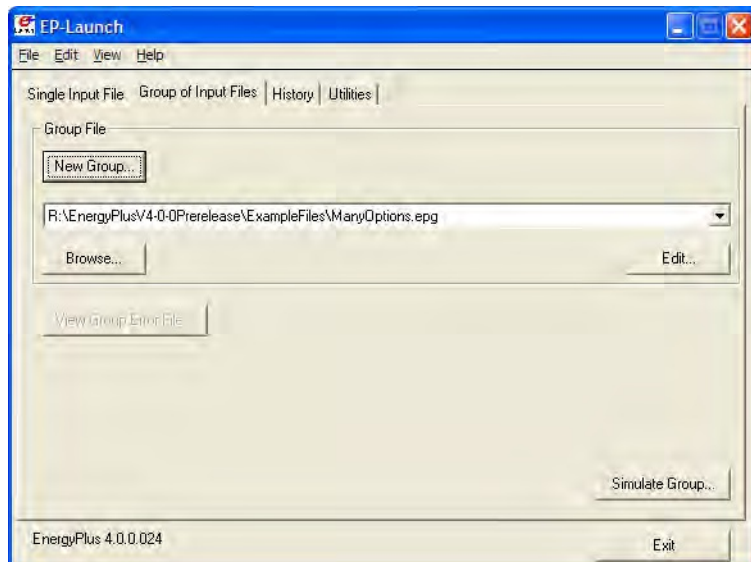 EP-Launch
File Edit View Help
Single Input File Group of Input Files History Utilities
Group File
New Group...
R:\EnergyPlusV4-0-0Prerelease\ExampleFiles\ManyOptions.epg
Browse... Edit...
View Group Error File
Simulate Group...
EnergyPlus 4.0.0.024 Exit